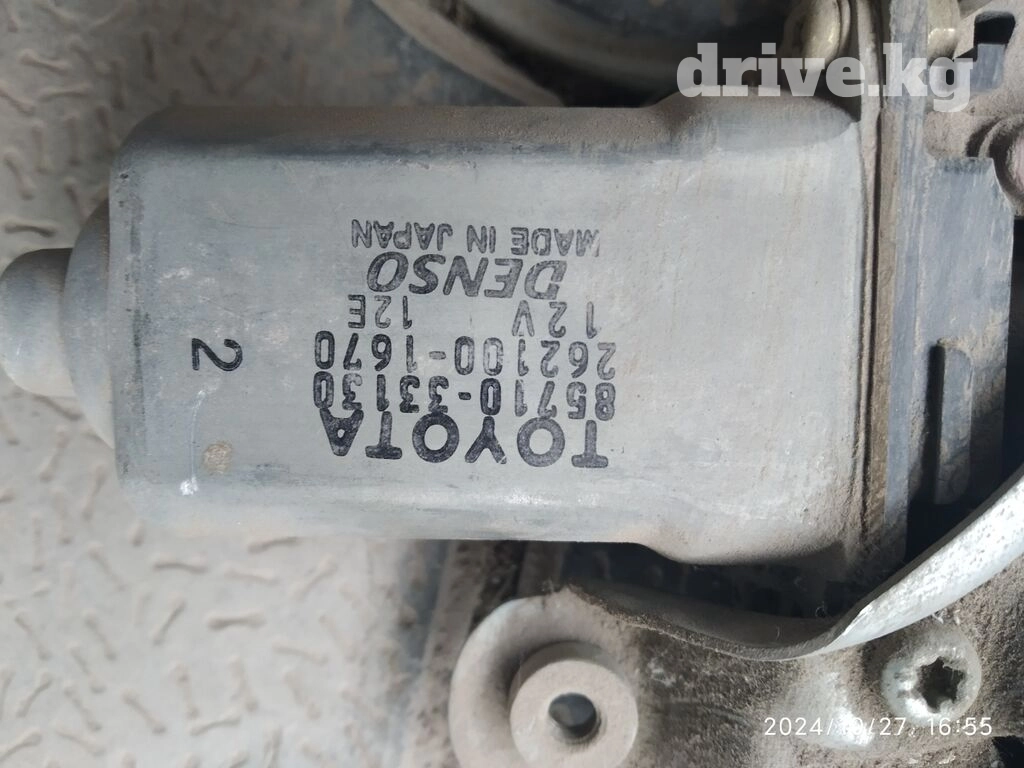 drive.kg
TOYOTA
85710-33130
262100-1670
12V 12E
DENSO
MADE IN JAPAN
2
2024/10/27, 16:55